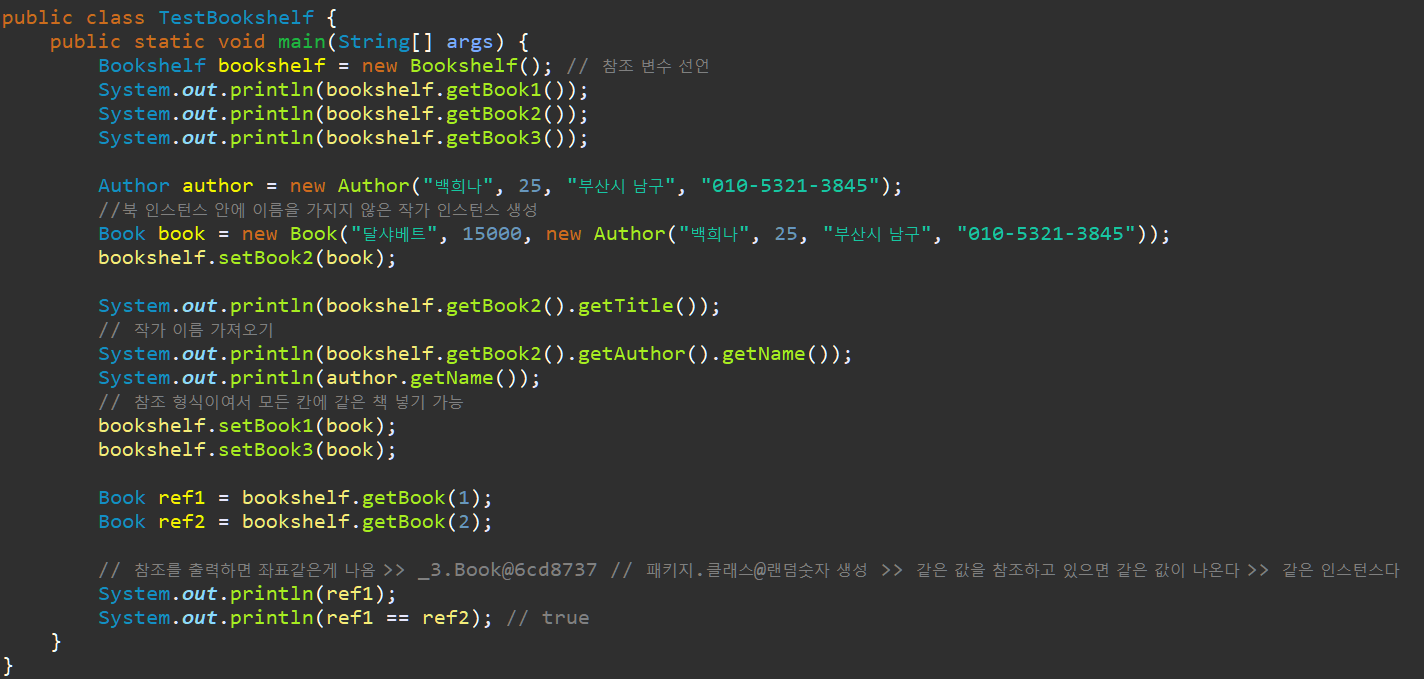 public class TestBookshelf {
    public static void main(String[] args) {
        Bookshelf bookshelf = new Bookshelf(); // 참조 변수 선언
        System.out.println(bookshelf.getBook1());
        System.out.println(bookshelf.getBook2());
        System.out.println(bookshelf.getBook3());

        Author author = new Author("백희나", 25, "부산시 남구", "010-5321-3845");
        //북 인스턴스 안에 이름을 가지지 않은 작가 인스턴스 생성
        Book book = new Book("달샤베트", 15000, new Author("백희나", 25, "부산시 남구", "010-5321-3845"));
        bookshelf.setBook2(book);

        System.out.println(bookshelf.getBook2().getTitle());
        // 작가 이름 가져오기
        System.out.println(bookshelf.getBook2().getAuthor().getName());
        System.out.println(author.getName());
        // 참조 형식이여서 모든 칸에 같은 책 넣기 가능
        bookshelf.setBook1(book);
        bookshelf.setBook3(book);

        Book ref1 = bookshelf.getBook(1);
        Book ref2 = bookshelf.getBook(2);

        // 참조를 출력하면 좌표같은게 나옴 >> _3.Book@6cd8737 // 패키지.클래스@랜덤숫자 생성 >> 같은 값을 참조하고 있으면 같은 값이 나온다 >> 같은 인스턴스다
        System.out.println(ref1);
        System.out.println(ref1 == ref2); // true
    }
}